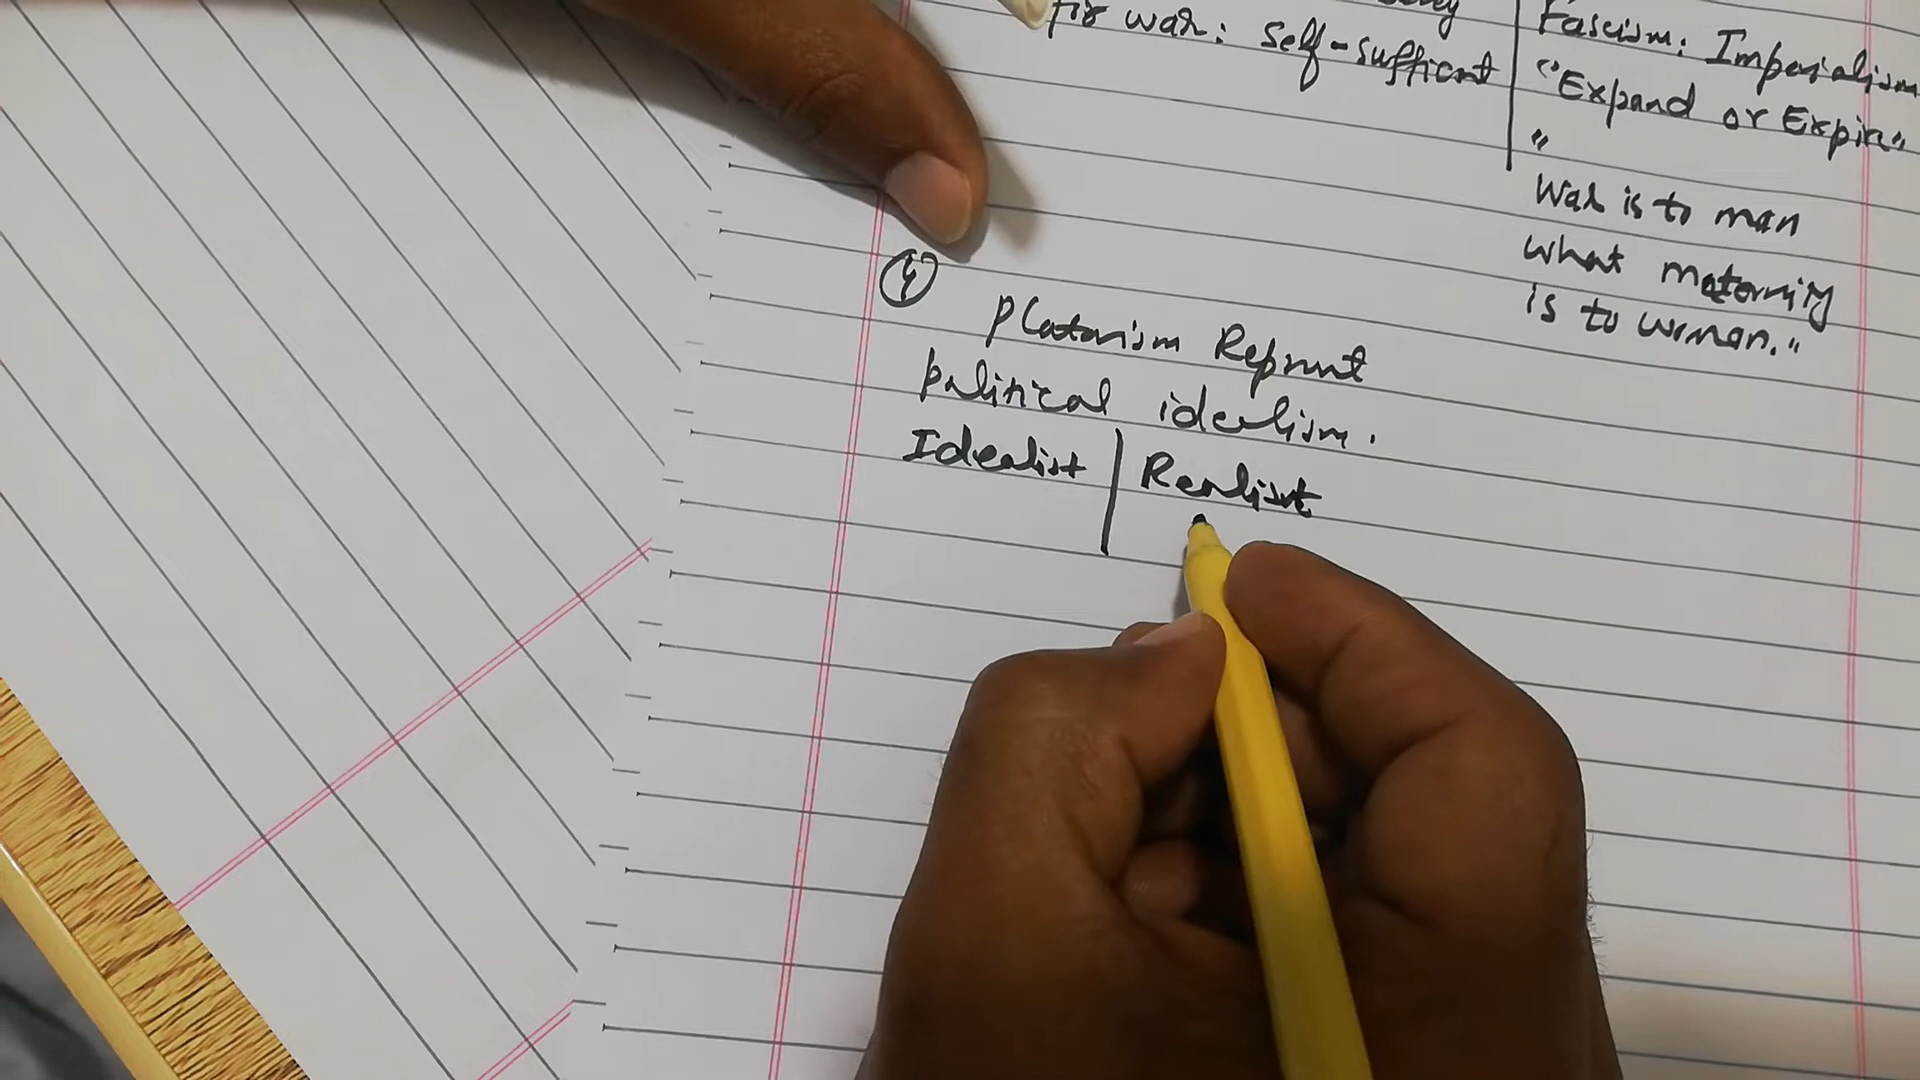 for war: Self-sufficient
Fascism: Imperialism
"Expand or Expire"
"
War is to man
what maternity
is to woman."
4
Platonism Reprsnt
political idealism.
Idealist | Realist